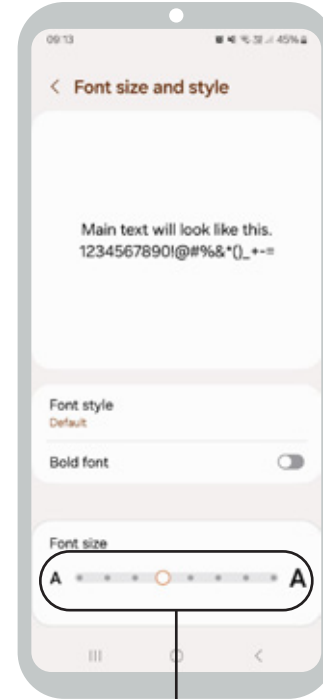 09:13
45%
< Font size and style
Main text will look like this.
1234567890!@#%&*()_+-=
Font style
Default
Bold font
Font size
A A